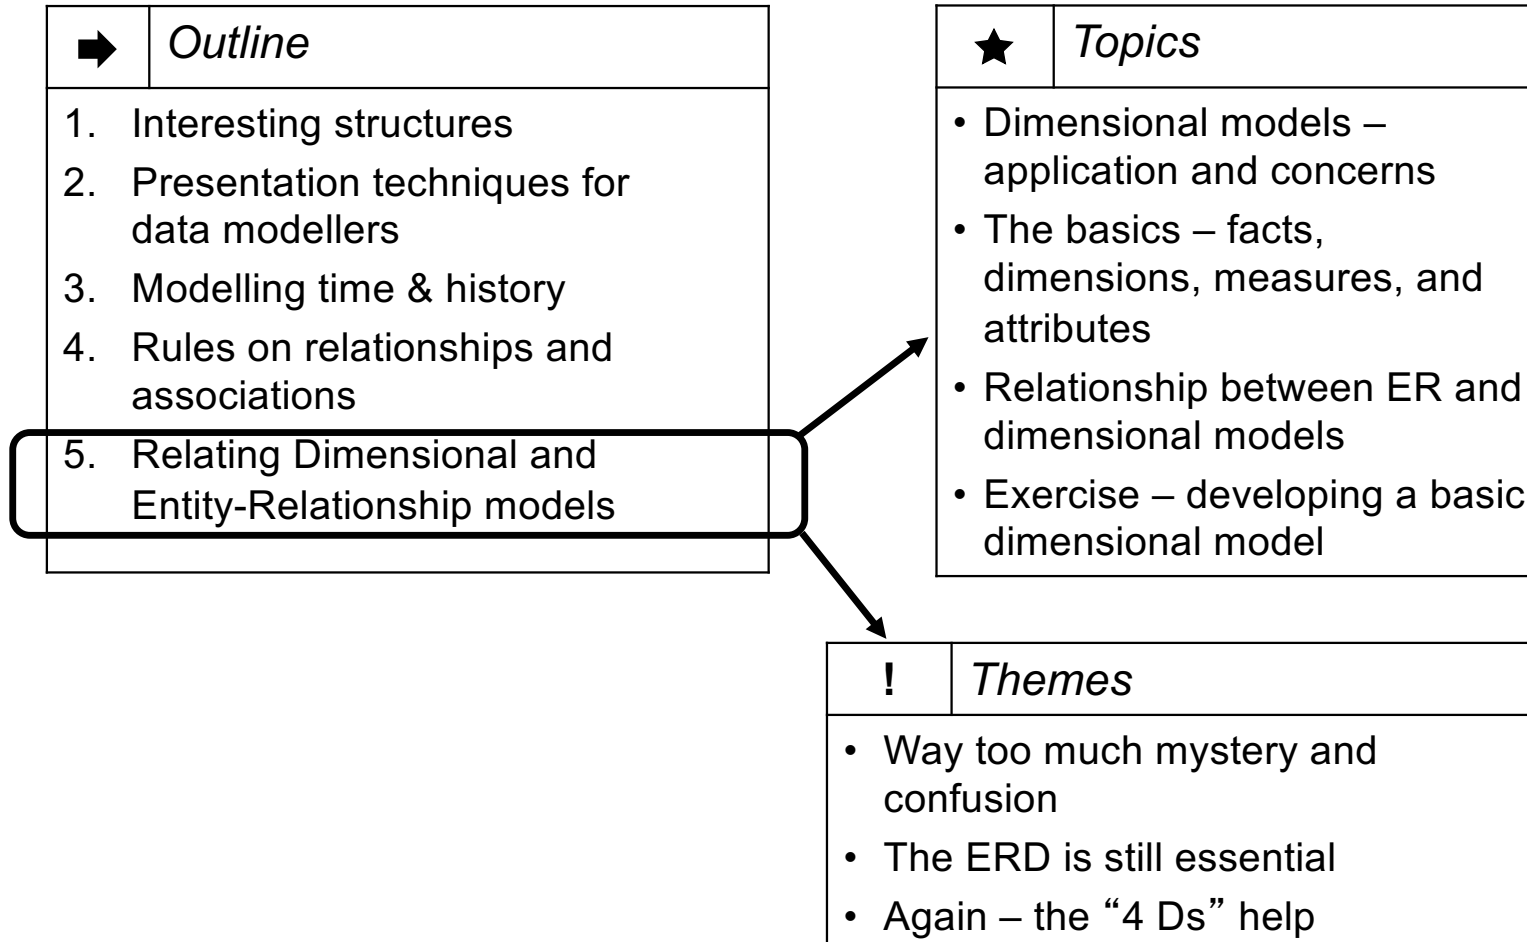 Outline
1. Interesting structures
2. Presentation techniques for
data modellers
3. Modelling time & history
4. Rules on relationships and
associations
5. Relating Dimensional and
Entity-Relationship models
Topics
• Dimensional models –
application and concerns
• The basics – facts,
dimensions, measures, and
attributes
• Relationship between ER and
dimensional models
• Exercise – developing a basic
dimensional model
! Themes
• Way too much mystery and
confusion
• The ERD is still essential
• Again – the “4 Ds” help